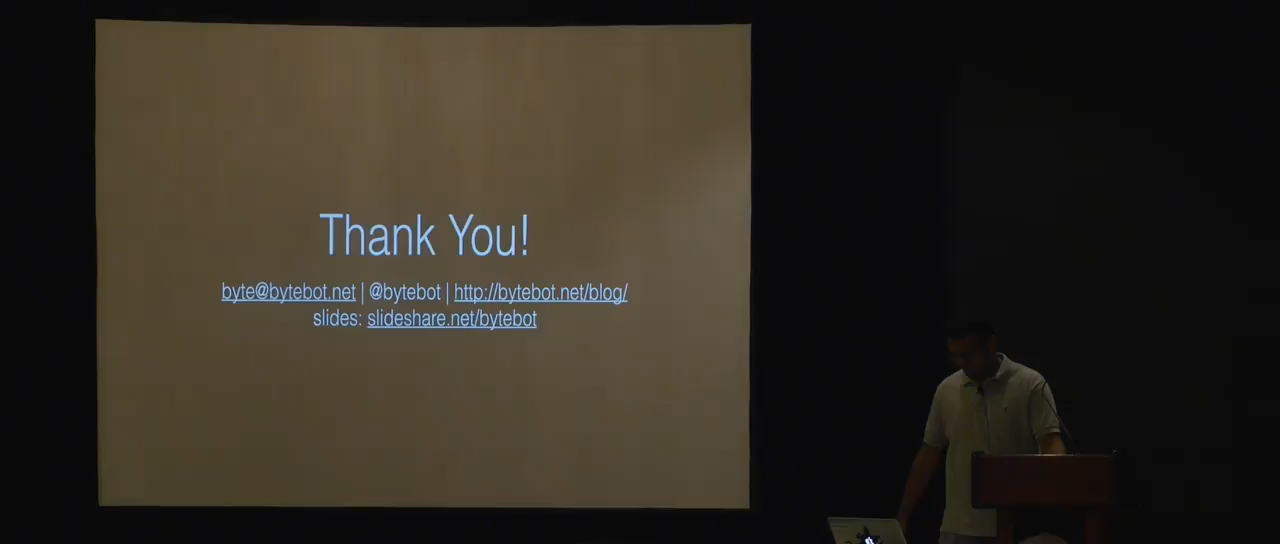 Thank You!
byte@bytebot.net | @bytebot | http://bytebot.net/blog/
slides: slideshare.net/bytebot